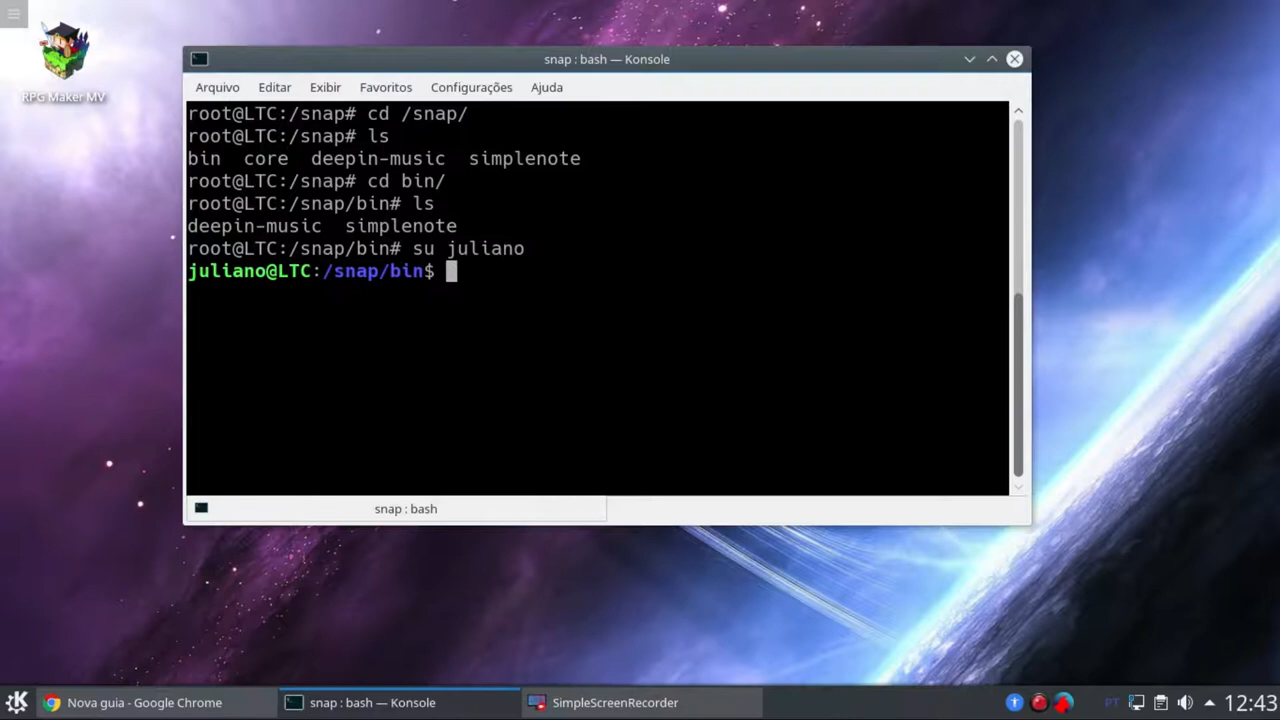 RPG Maker MV
snap : bash — Konsole
Arquivo Editar Exibir Favoritos Configurações Ajuda
root@LTC:/snap# cd /snap/
root@LTC:/snap# ls
bin core deepin-music simplenote
root@LTC:/snap# cd bin/
root@LTC:/snap/bin# ls
deepin-music simplenote
root@LTC:/snap/bin# su juliano
juliano@LTC:/snap/bin$
snap : bash
Nova guia - Google Chrome snap : bash — Konsole SimpleScreenRecorder PT 12:43